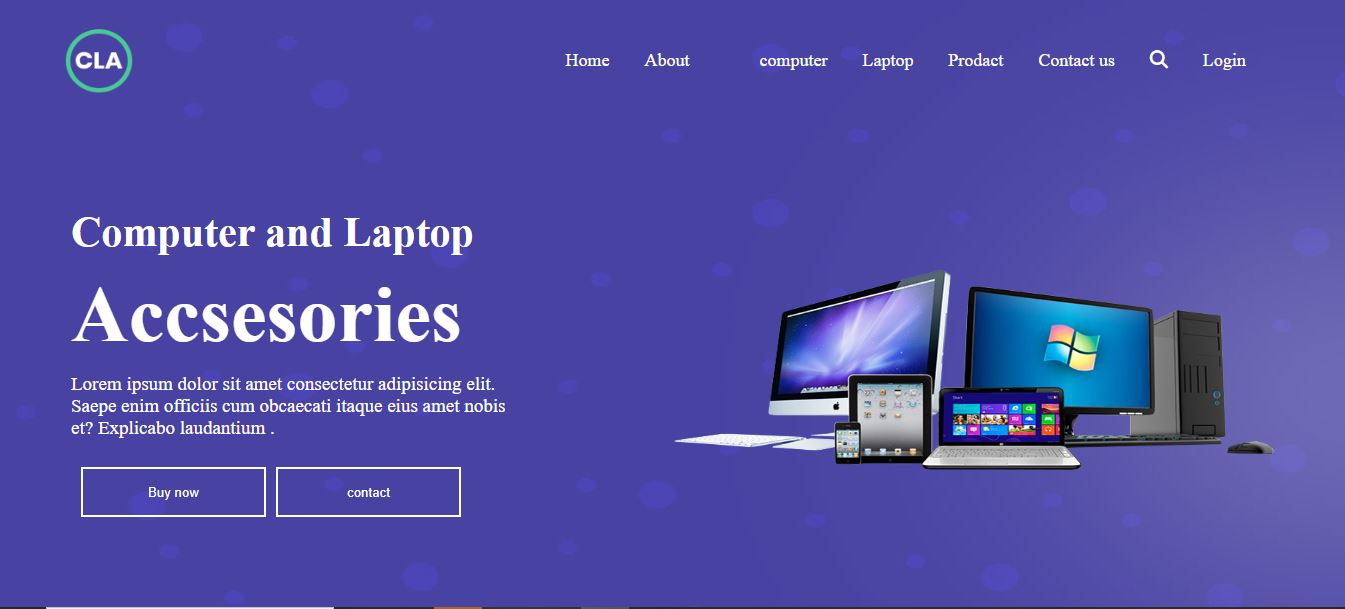 CLA
Home About computer Laptop Prodact Contact us Login
Computer and Laptop
Accsesories
Lorem ipsum dolor sit amet consectetur adipisicing elit.
Saepe enim officiis cum obcaecati itaque eius amet nobis
et? Explicabo laudantium .
Buy now contact
Start